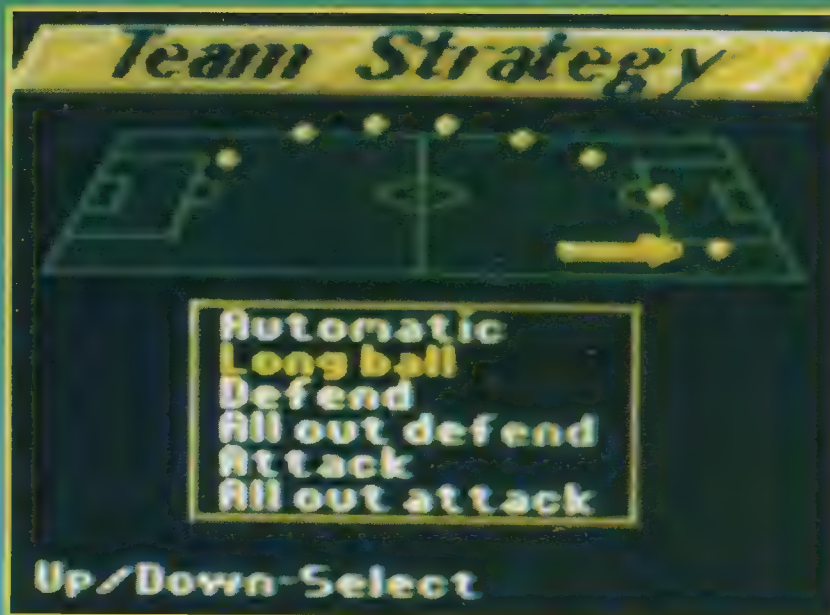 Team Strategy
Automatic
Long ball
Defend
All out defend
Attack
All out attack
Up/Down-Select